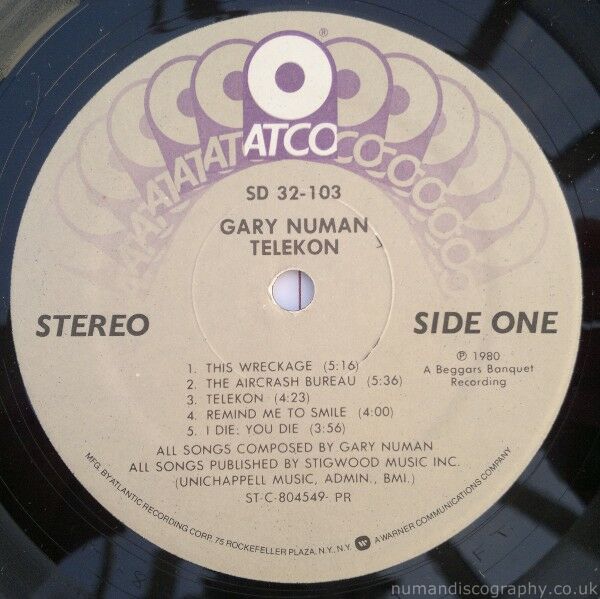 ATCO
®
SD 32-103
GARY NUMAN
TELEKON
STEREO
SIDE ONE
℗ 1980
A Beggars Banquet
Recording
1. THIS WRECKAGE (5:16)
2. THE AIRCRASH BUREAU (5:36)
3. TELEKON (4:23)
4. REMIND ME TO SMILE (4:00)
5. I DIE: YOU DIE (3:56)
ALL SONGS COMPOSED BY GARY NUMAN
ALL SONGS PUBLISHED BY STIGWOOD MUSIC INC.
(UNICHAPPELL MUSIC, ADMIN., BMI.)
ST-C-804549- PR
MFG. BY ATLANTIC RECORDING CORP., 75 ROCKEFELLER PLAZA, N.Y., N.Y. W A WARNER COMMUNICATIONS COMPANY
numandiscography.co.uk